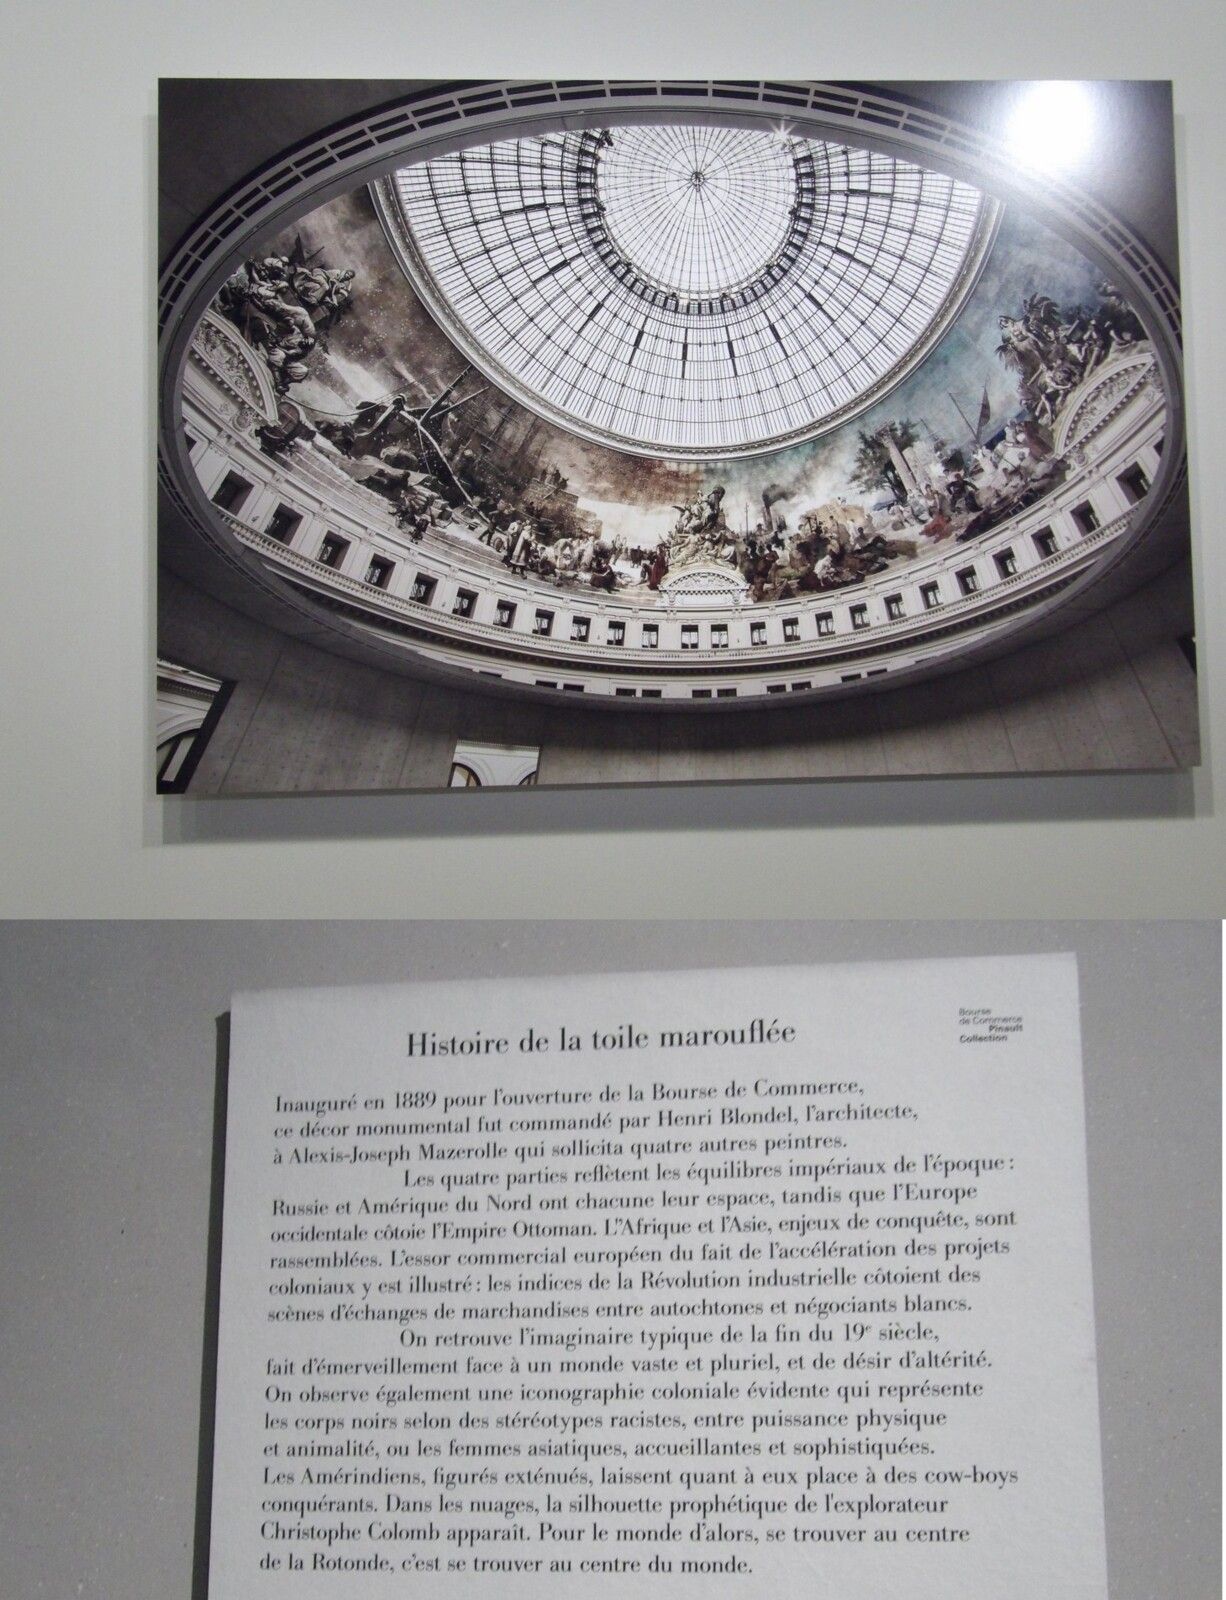 Histoire de la toile marouflée
Bourse
de Commerce
Pinault
Collection
Inauguré en 1889 pour l'ouverture de la Bourse de Commerce,
ce décor monumental fut commandé par Henri Blondel, l'architecte,
à Alexis-Joseph Mazerolle qui sollicita quatre autres peintres.
Les quatre parties reflètent les équilibres impériaux de l'époque :
Russie et Amérique du Nord ont chacune leur espace, tandis que l'Europe
occidentale côtoie l'Empire Ottoman. L''Afrique et l'Asie, enjeux de conquête, sont
rassemblées. L'essor commercial européen du fait de l'accélération des projets
coloniaux y est illustré : les indices de la Révolution industrielle côtoient des
scènes d'échanges de marchandises entre autochtones et négociants blancs.
On retrouve l'imaginaire typique de la fin du 19e siècle,
fait d'émerveillement face à un monde vaste et pluriel, et de désir d'altérité.
On observe également une iconographie coloniale évidente qui représente
les corps noirs selon des stéréotypes racistes, entre puissance physique
et animalité, ou les femmes asiatiques, accueillantes et sophistiquées.
Les Amérindiens, figurés exténués, laissent quant à eux place à des cow-boys
conquérants. Dans les nuages, la silhouette prophétique de l'explorateur
Christophe Colomb apparaît. Pour le monde d'alors, se trouver au centre
de la Rotonde, c'est se trouver au centre du monde.